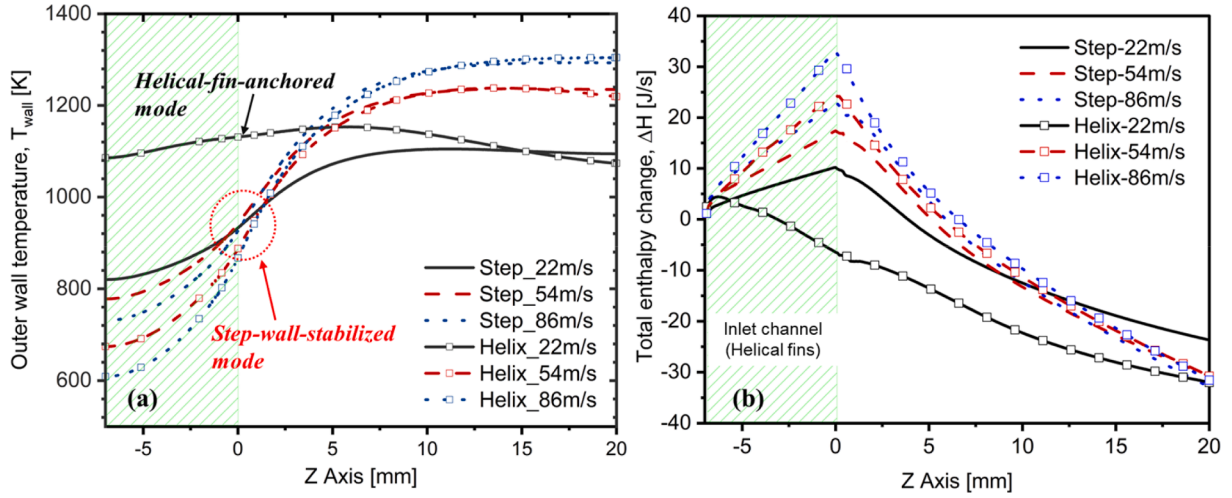 Outer wall temperature, T_wall [K]
1400
1200
1000
800
600
Helical-fin-anchored
mode
Step-wall-stabilized
mode
Step_22m/s
Step_54m/s
Step_86m/s
Helix_22m/s
Helix_54m/s
Helix_86m/s
(a)
-5
0
5
10
15
20
Z Axis [mm]
Total enthalpy change, ΔH [J/s]
40
30
20
10
0
-10
-20
-30
-40
Step-22m/s
Step-54m/s
Step-86m/s
Helix-22m/s
Helix-54m/s
Helix-86m/s
Inlet channel
(Helical fins)
(b)
-5
0
5
10
15
20
Z Axis [mm]